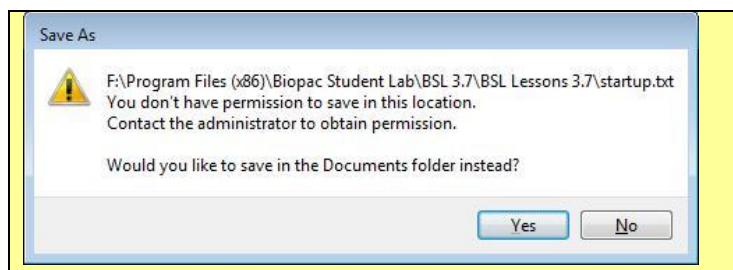 Save As
F:\Program Files (x86)\Biopac Student Lab\BSL 3.7\BSL Lessons 3.7\startup.txt
You don't have permission to save in this location.
Contact the administrator to obtain permission.
Would you like to save in the Documents folder instead?
Yes No